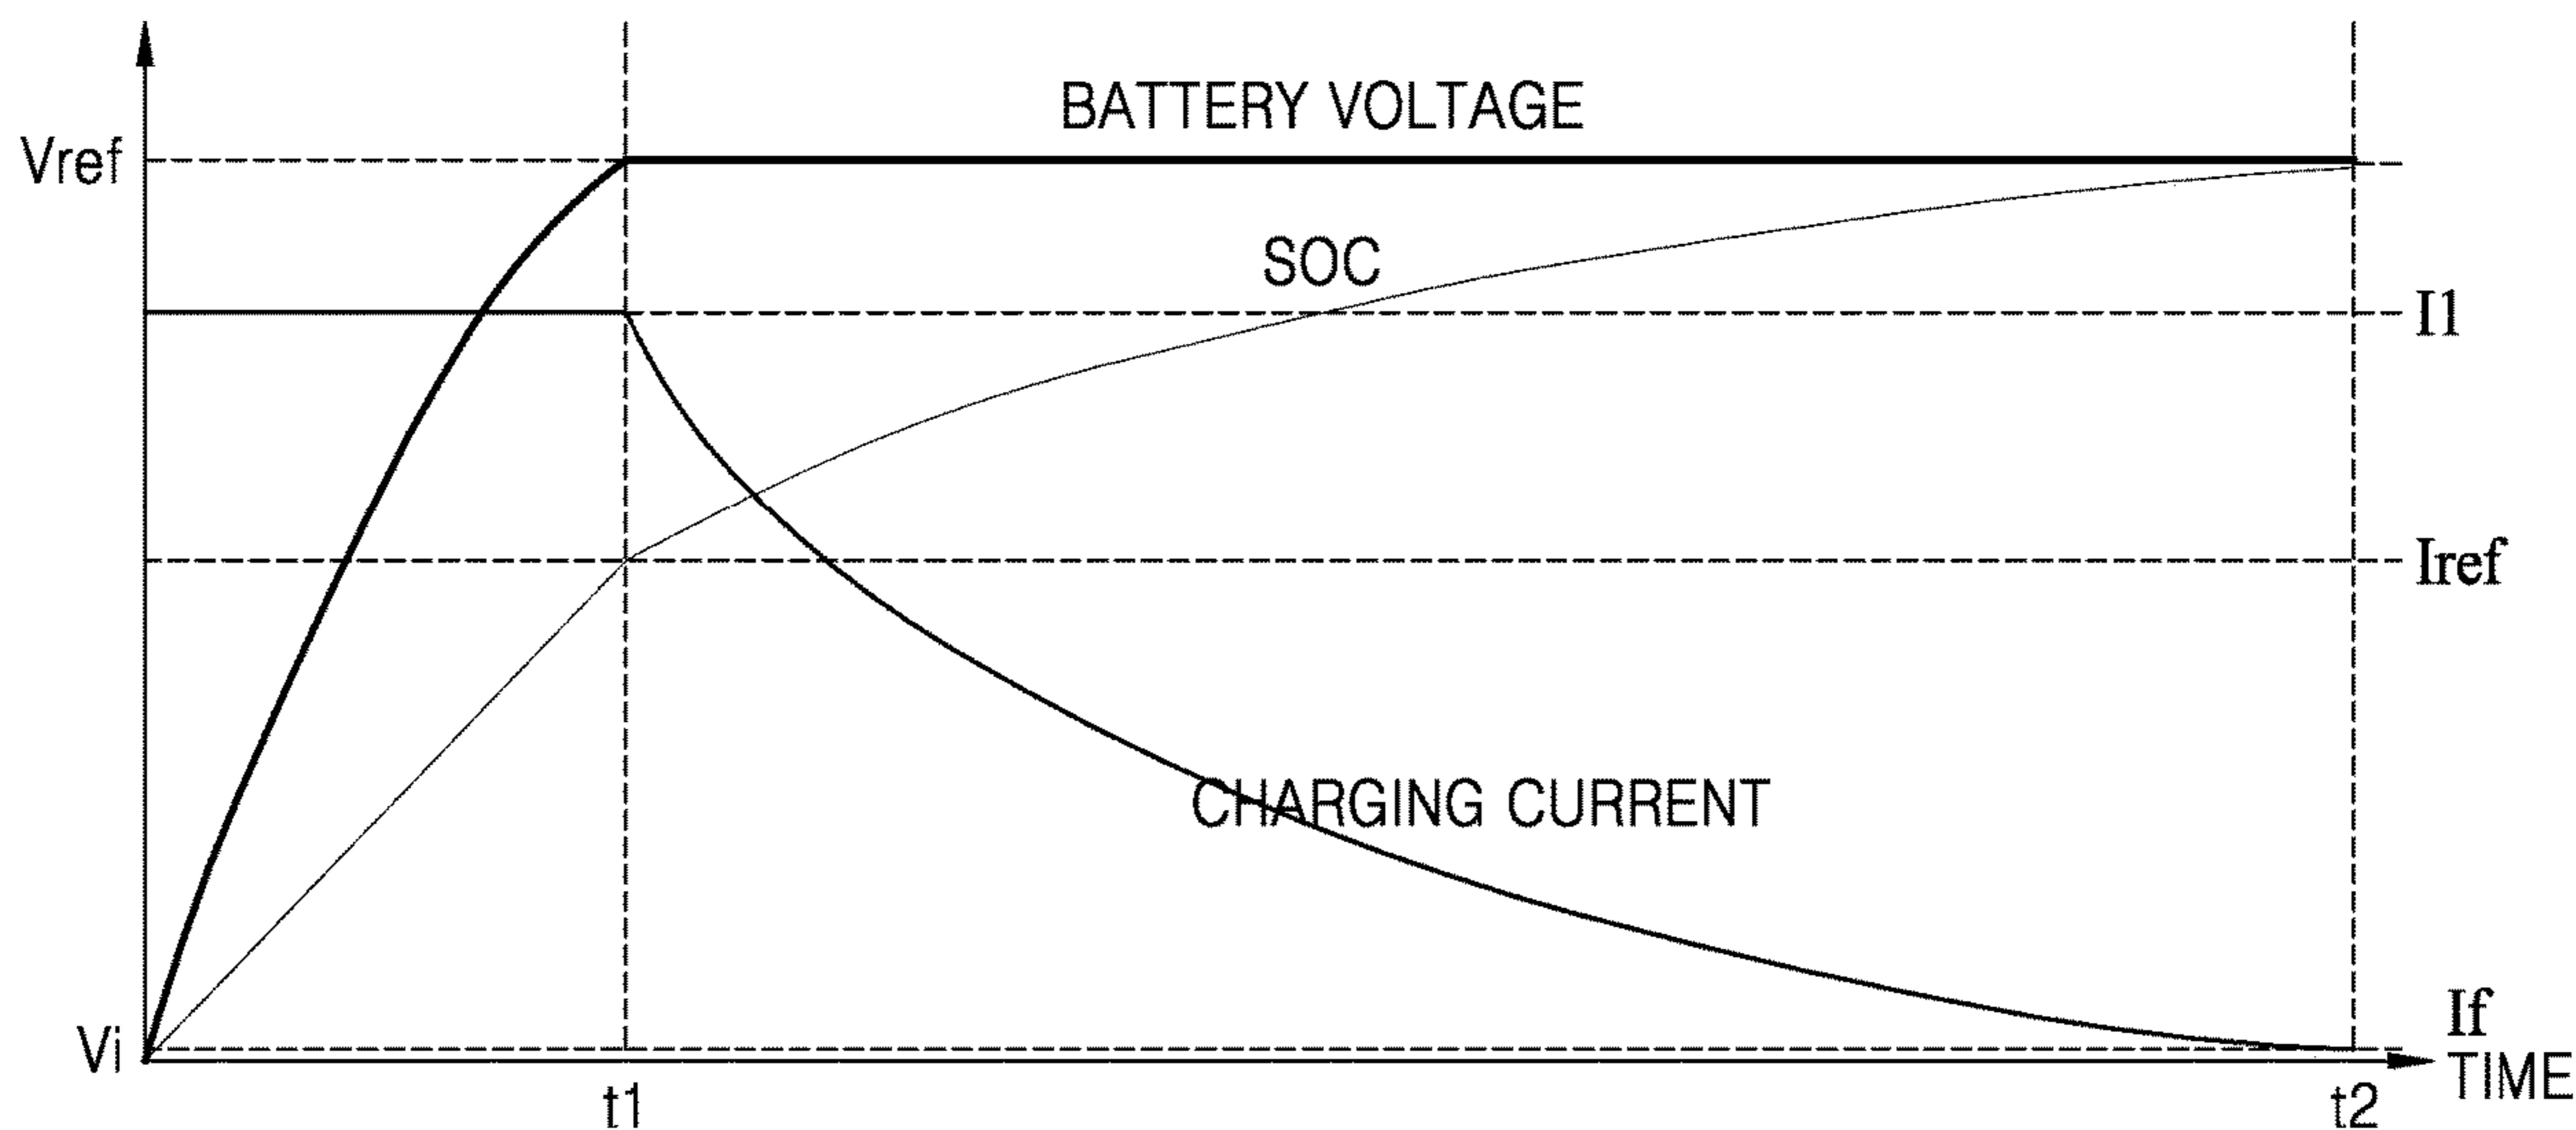 BATTERY VOLTAGE
Vref
SOC
I1
Iref
CHARGING CURRENT
If
Vi
TIME
t1
t2